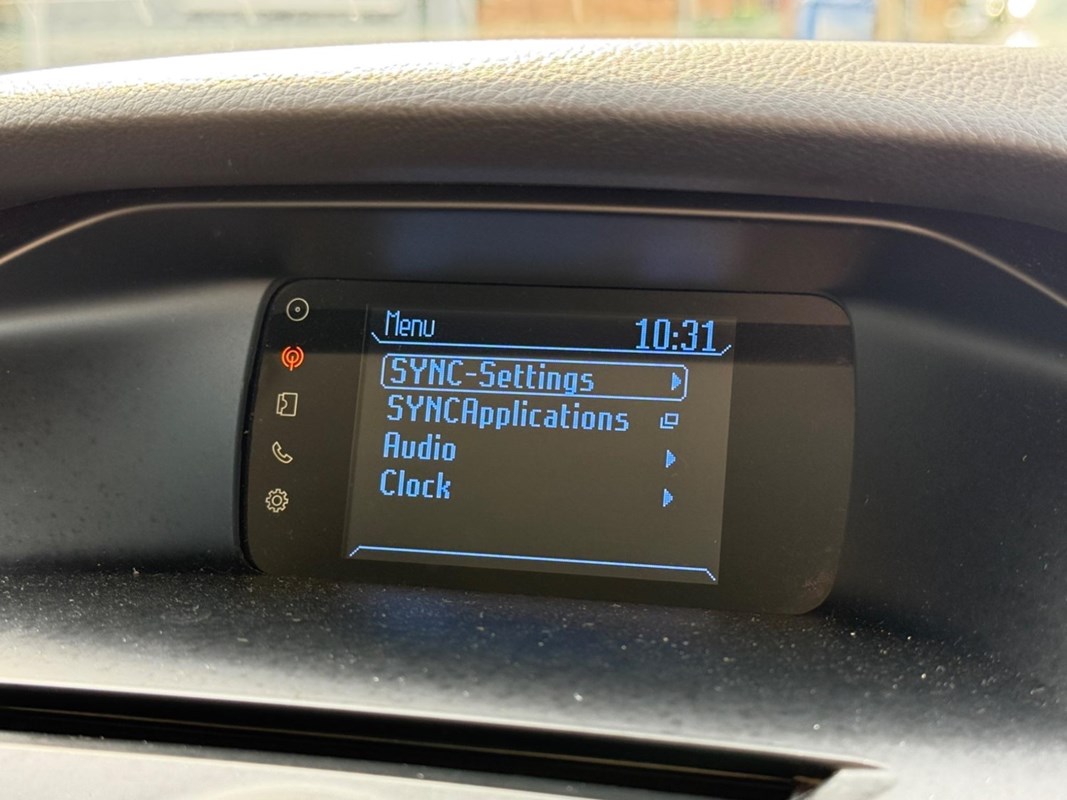 Menu 10:31
SYNC-Settings
SYNCApplications
Audio
Clock